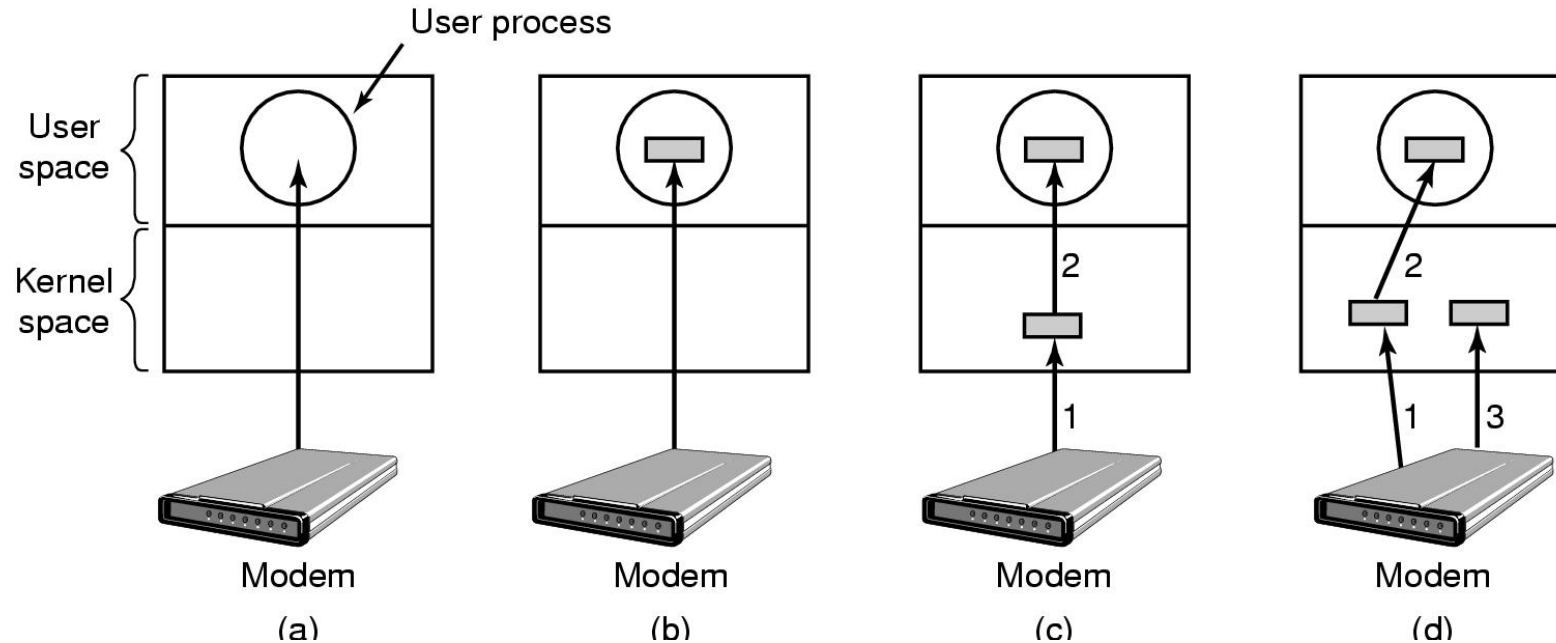 User process
User
space
Kernel
space
2
2
1
1
3
Modem
Modem
Modem
Modem
(a)
(b)
(c)
(d)